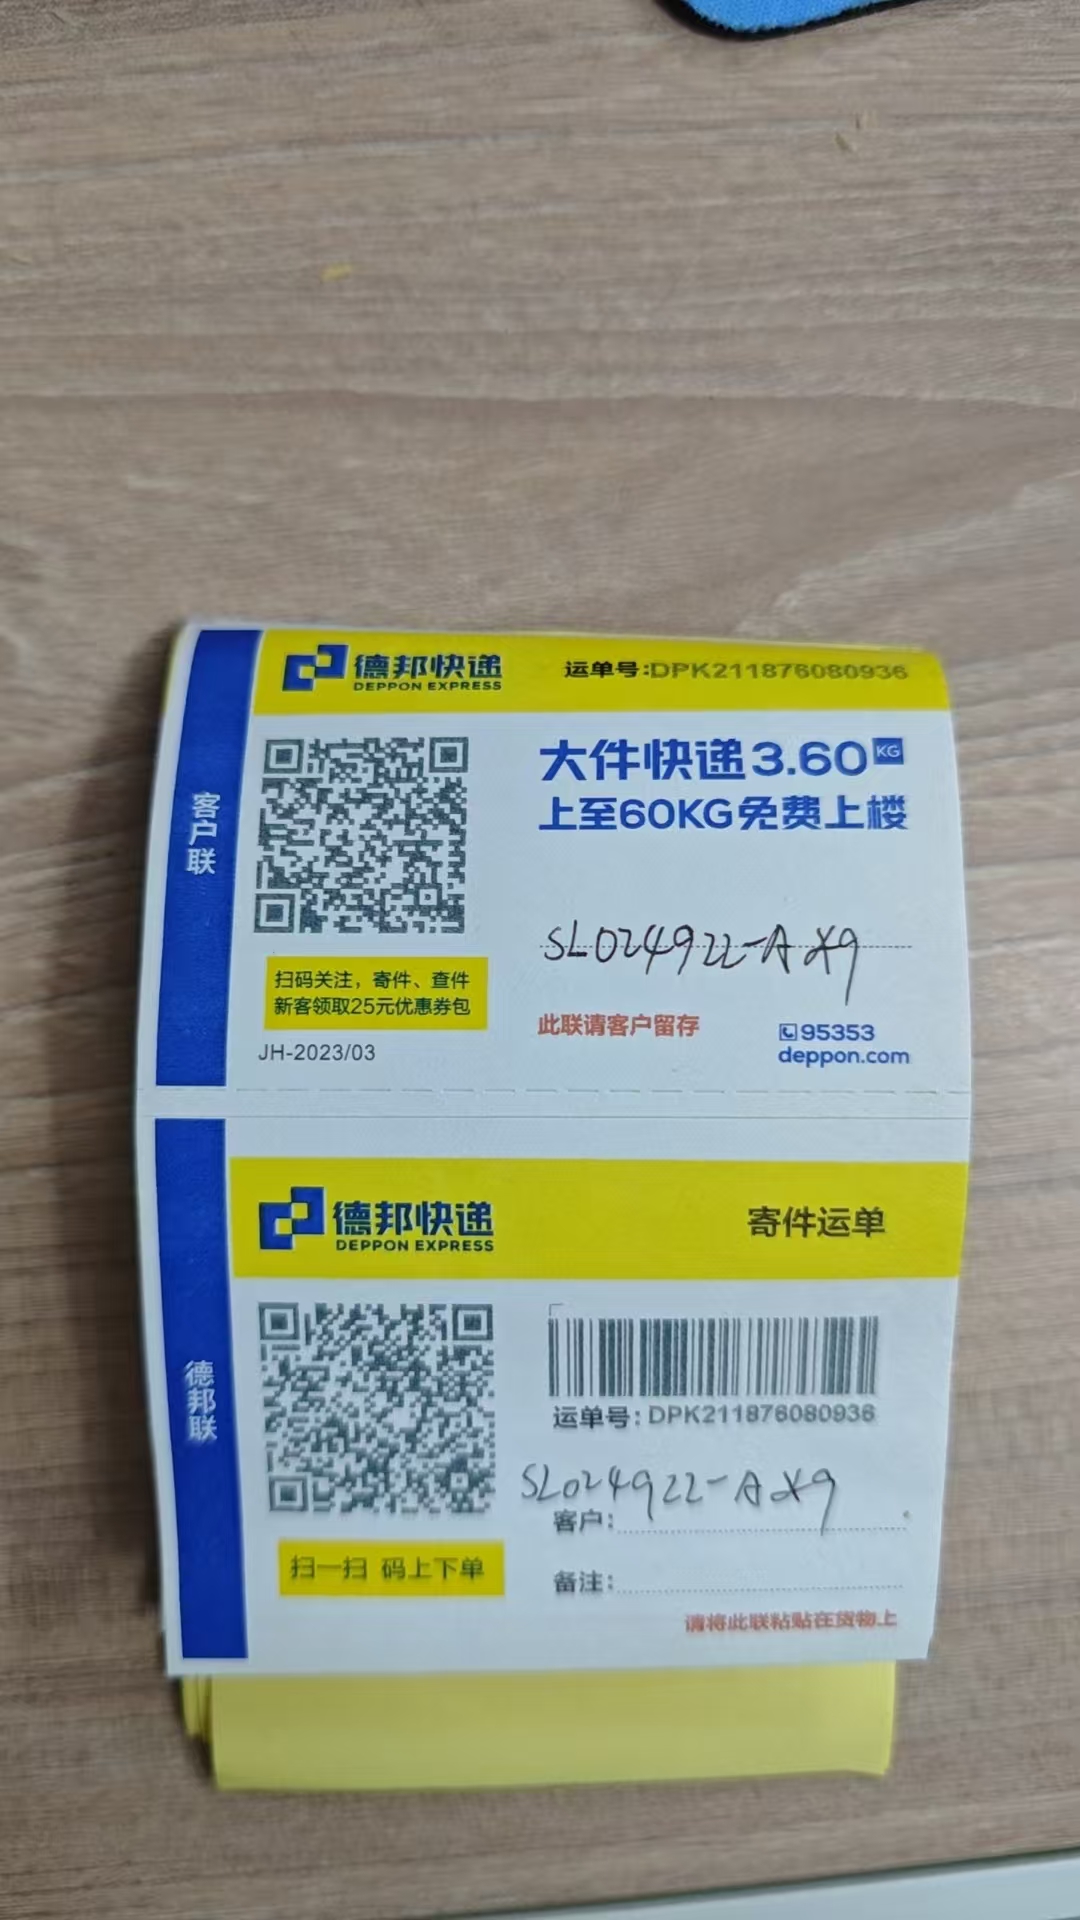 德邦快递
DEPPON EXPRESS
运单号:DPK211876080936
客户联
大件快递3.60KG
上至60KG免费上楼
SL024922-A×9
扫码关注，寄件、查件
新客领取25元优惠券包
此联请客户留存
95353
deppon.com
JH-2023/03
德邦快递
DEPPON EXPRESS
寄件运单
德邦联
运单号:DPK211876080936
SL024922-A×9
客户:
扫一扫 码上下单
备注:
请将此联粘贴在货物上